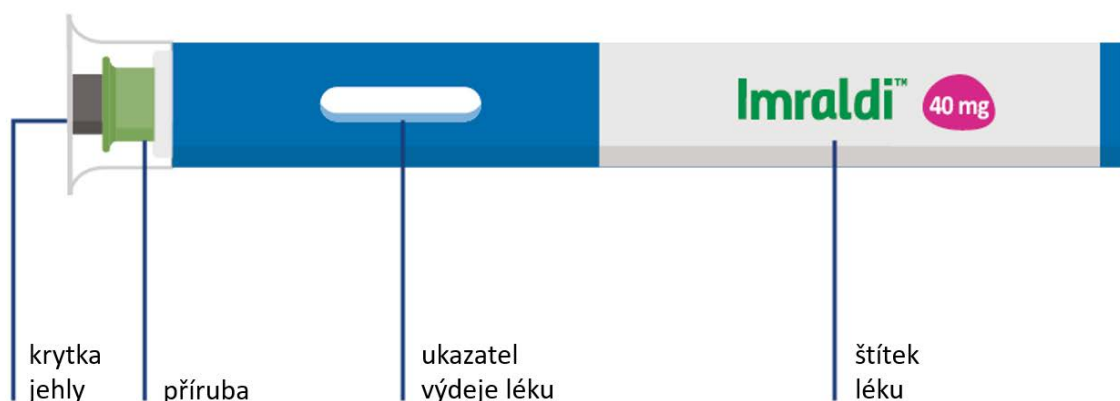 Imraldi™ 40 mg
krytka
jehly
příruba
ukazatel
výdeje léku
štítek
léku